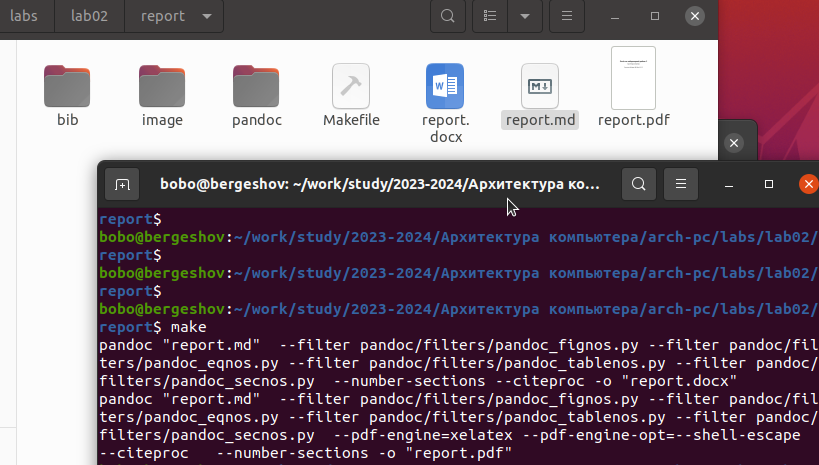 labs lab02 report
bib image pandoc Makefile report.docx report.md report.pdf
bobo@bergeshov: ~/work/study/2023-2024/Архитектура ко...
report$
bobo@bergeshov:~/work/study/2023-2024/Архитектура компьютера/arch-pc/labs/lab02/
report$
bobo@bergeshov:~/work/study/2023-2024/Архитектура компьютера/arch-pc/labs/lab02/
report$
bobo@bergeshov:~/work/study/2023-2024/Архитектура компьютера/arch-pc/labs/lab02/
report$ make
pandoc "report.md"  --filter pandoc/filters/pandoc_fignos.py --filter pandoc/fil
ters/pandoc_eqnos.py --filter pandoc/filters/pandoc_tablenos.py --filter pandoc/
filters/pandoc_secnos.py  --number-sections --citeproc -o "report.docx"
pandoc "report.md"  --filter pandoc/filters/pandoc_fignos.py --filter pandoc/fil
ters/pandoc_eqnos.py --filter pandoc/filters/pandoc_tablenos.py --filter pandoc/
filters/pandoc_secnos.py  --pdf-engine=xelatex --pdf-engine-opt=--shell-escape
--citeproc   --number-sections -o "report.pdf"